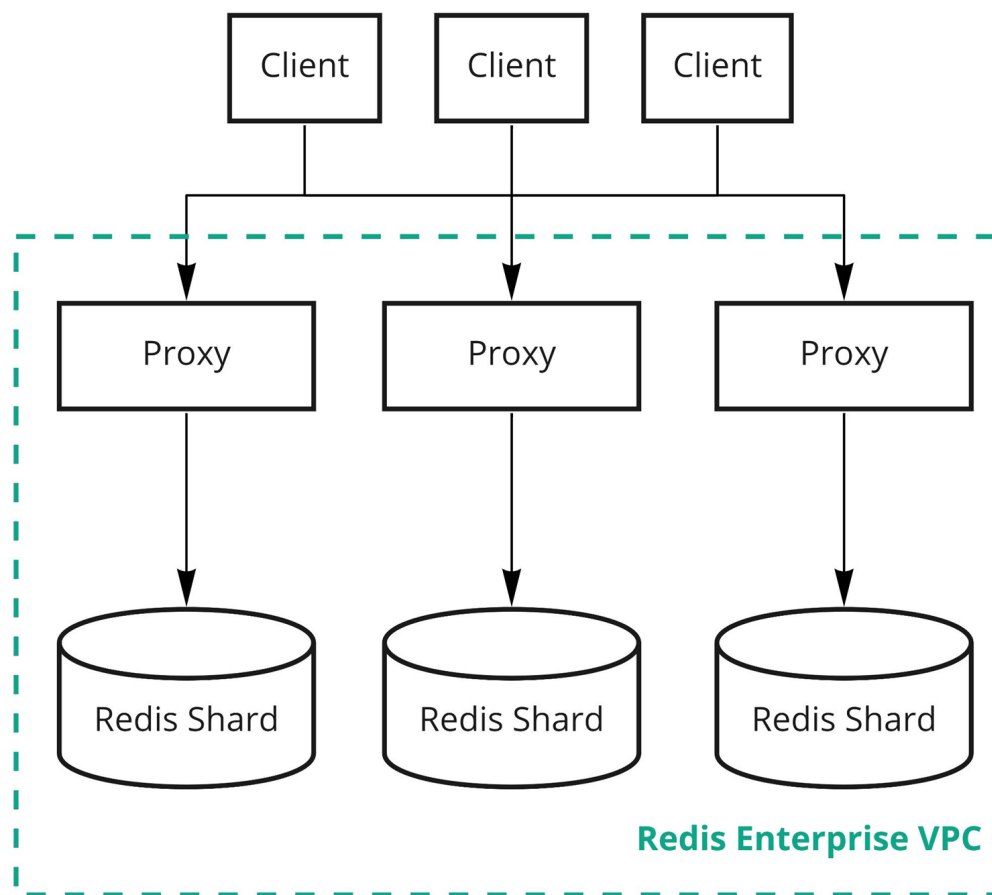 Client
Client
Client
Proxy
Proxy
Proxy
Redis Shard
Redis Shard
Redis Shard
Redis Enterprise VPC